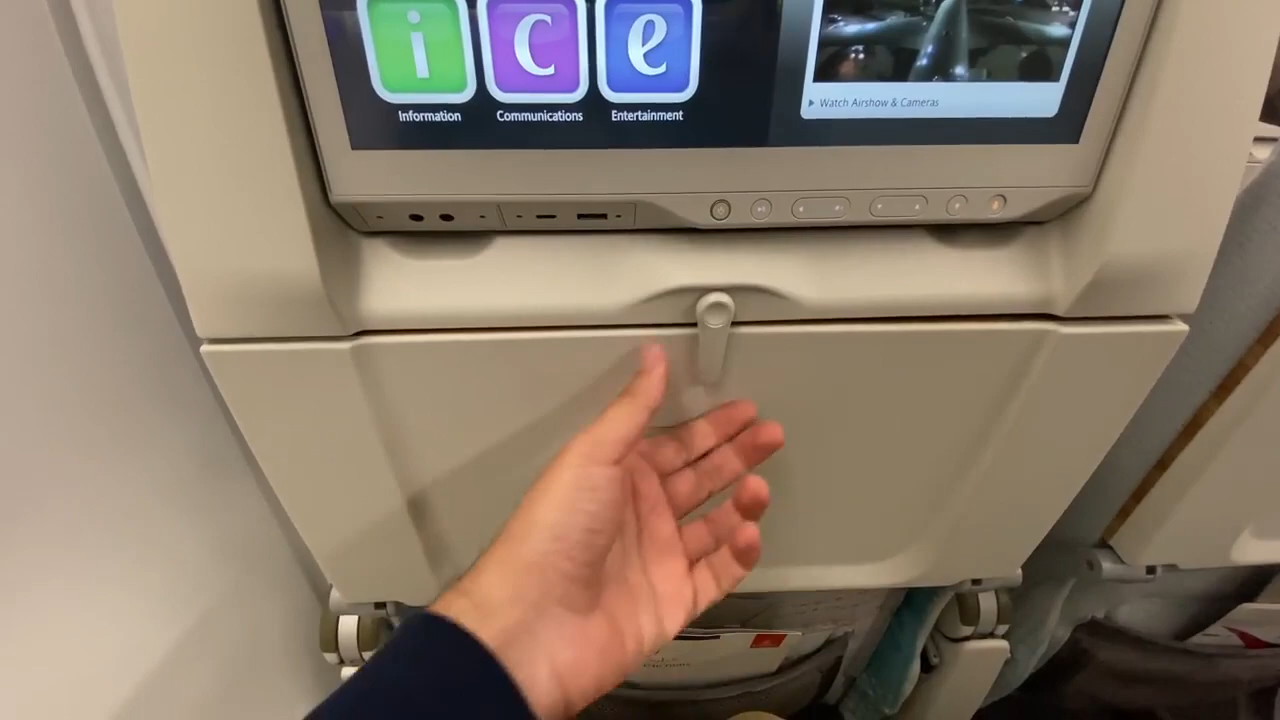 i c e
Information Communications Entertainment
Watch Airshow & Cameras